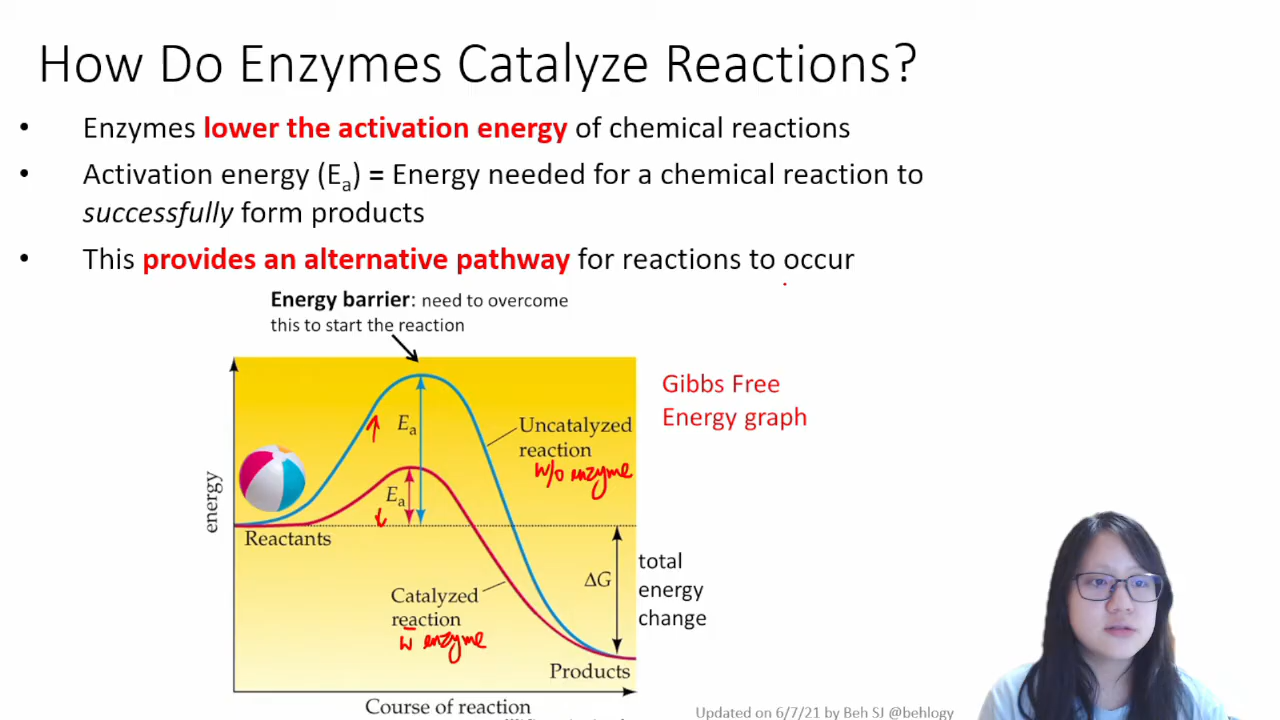 How Do Enzymes Catalyze Reactions?
• Enzymes lower the activation energy of chemical reactions
• Activation energy (Ea) = Energy needed for a chemical reaction to
successfully form products
• This provides an alternative pathway for reactions to occur
Energy barrier: need to overcome
this to start the reaction
Gibbs Free
Energy graph
Ea
Uncatalyzed
reaction
w/o enzyme
Ea
energy
Reactants
ΔG
total
energy
change
Catalyzed
reaction
w̄ enzyme
Products
Course of reaction
Updated on 6/7/21 by Beh SJ @behlogy